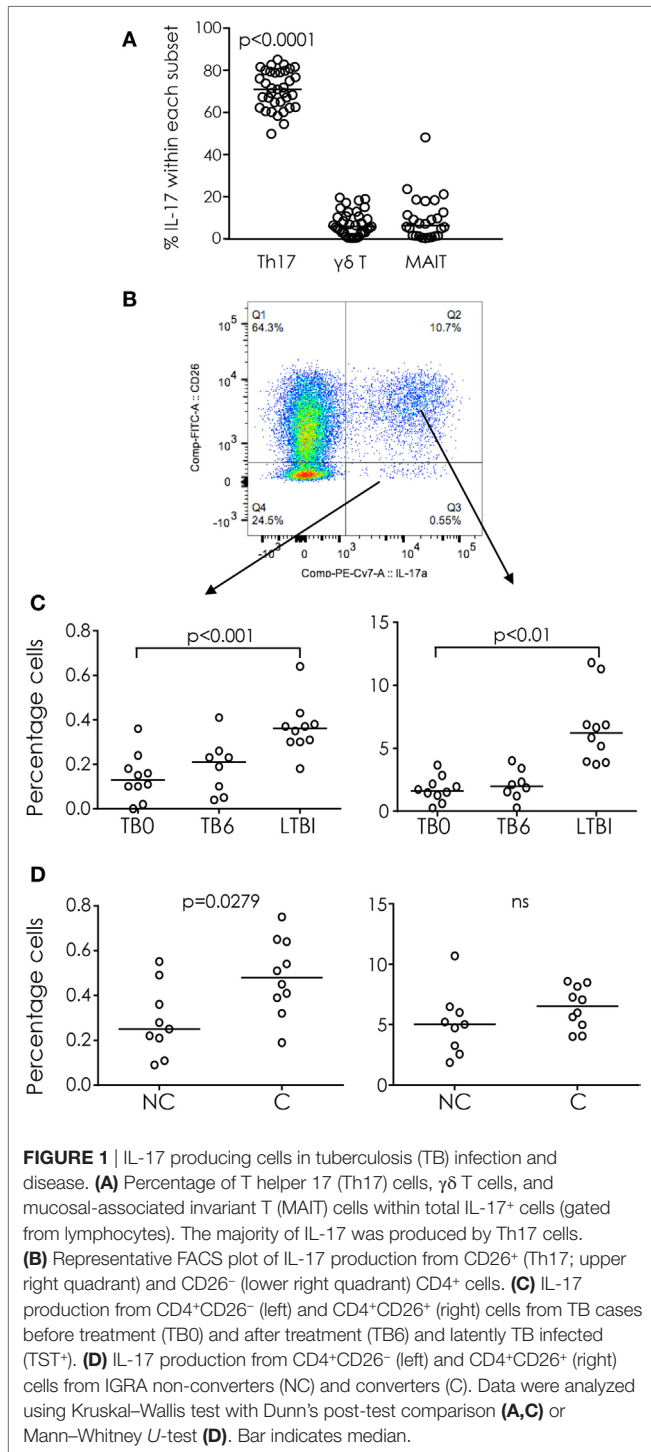 A
p<0.0001
% IL-17 within each subset
100
80
60
40
20
0
Th17
γδ T
MAIT
B
Comp-FITC-A :: CD26
10⁵
10⁴
10³
0
-10³
Q1
64.3%
Q2
10.7%
Q4
24.5%
Q3
0.55%
-10³
0
10³
10⁴
10⁵
Comp-PE-Cy7-A :: IL-17a
C
Percentage cells
0.8
0.6
0.4
0.2
0.0
p<0.001
TB0
TB6
LTBI
15
10
5
0
p<0.01
TB0
TB6
LTBI
D
Percentage cells
0.8
0.6
0.4
0.2
0.0
p=0.0279
NC
C
15
10
5
0
ns
NC
C
FIGURE 1 | IL-17 producing cells in tuberculosis (TB) infection and
disease. (A) Percentage of T helper 17 (Th17) cells, γδ T cells, and
mucosal-associated invariant T (MAIT) cells within total IL-17⁺ cells (gated
from lymphocytes). The majority of IL-17 was produced by Th17 cells.
(B) Representative FACS plot of IL-17 production from CD26⁺ (Th17; upper
right quadrant) and CD26⁻ (lower right quadrant) CD4⁺ cells. (C) IL-17
production from CD4⁺CD26⁻ (left) and CD4⁺CD26⁺ (right) cells from TB cases
before treatment (TB0) and after treatment (TB6) and latently TB infected
(TST⁺). (D) IL-17 production from CD4⁺CD26⁻ (left) and CD4⁺CD26⁺ (right)
cells from IGRA non-converters (NC) and converters (C). Data were analyzed
using Kruskal–Wallis test with Dunn's post-test comparison (A,C) or
Mann–Whitney U-test (D). Bar indicates median.